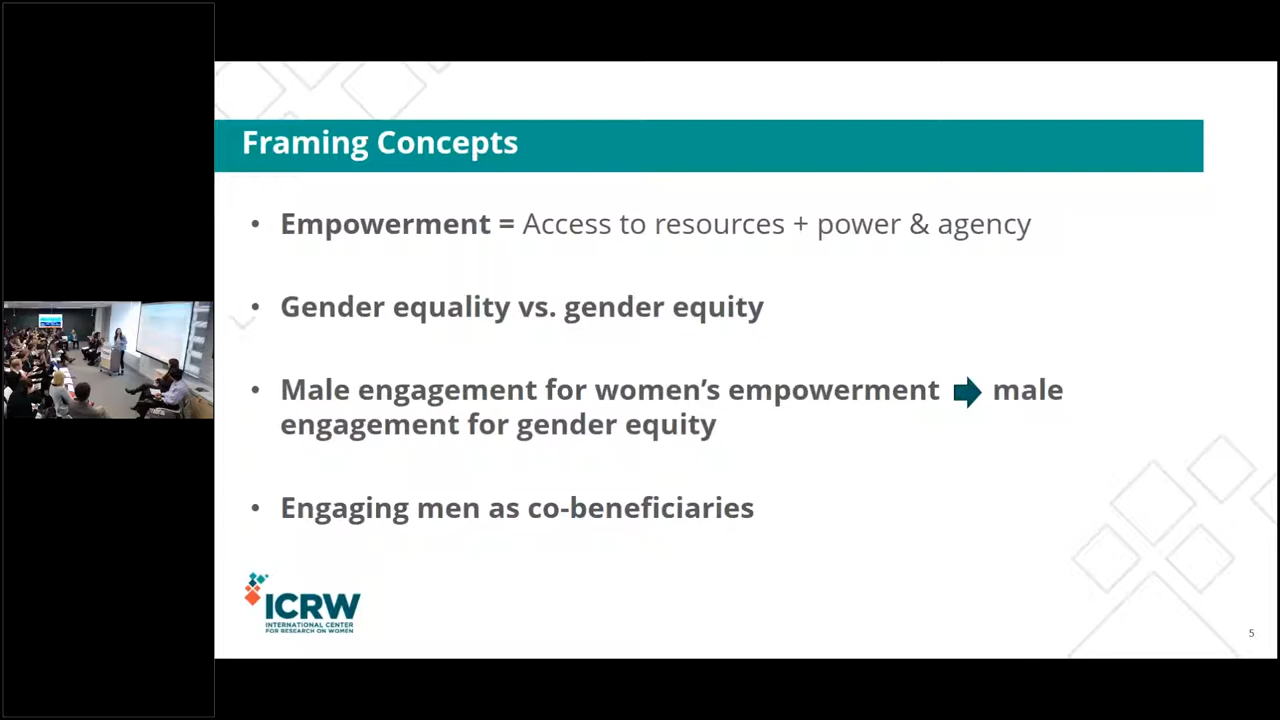 Framing Concepts
• Empowerment = Access to resources + power & agency
• Gender equality vs. gender equity
• Male engagement for women’s empowerment ➡ male
engagement for gender equity
• Engaging men as co-beneficiaries
ICRW
INTERNATIONAL CENTER
FOR RESEARCH ON WOMEN
5